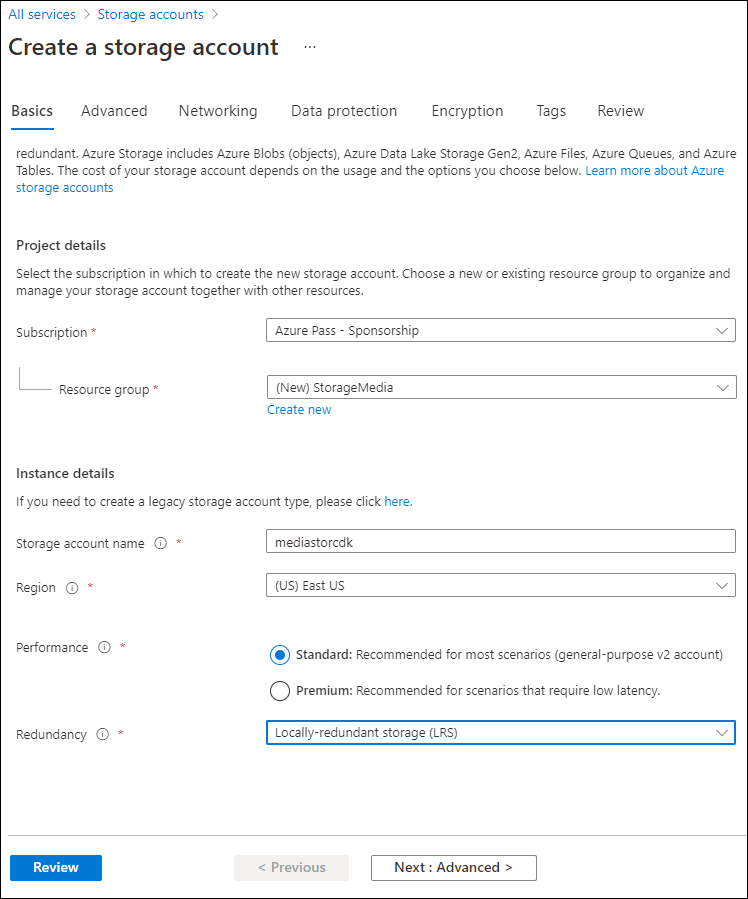 All services > Storage accounts >
Create a storage account ...
Basics Advanced Networking Data protection Encryption Tags Review
redundant. Azure Storage includes Azure Blobs (objects), Azure Data Lake Storage Gen2, Azure Files, Azure Queues, and Azure
Tables. The cost of your storage account depends on the usage and the options you choose below. Learn more about Azure
storage accounts
Project details
Select the subscription in which to create the new storage account. Choose a new or existing resource group to organize and
manage your storage account together with other resources.
Subscription * Azure Pass - Sponsorship
Resource group * (New) StorageMedia
Create new
Instance details
If you need to create a legacy storage account type, please click here.
Storage account name * mediastorcdk
Region * (US) East US
Performance * Standard: Recommended for most scenarios (general-purpose v2 account)
Premium: Recommended for scenarios that require low latency.
Redundancy * Locally-redundant storage (LRS)
Review < Previous Next : Advanced >